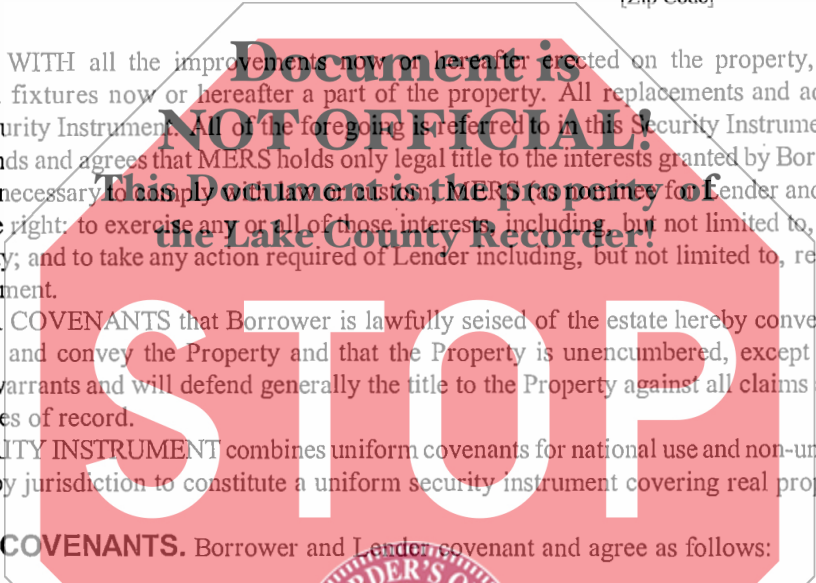 [Zip Code]
WITH all the improvements now or hereafter erected on the property,
Document is
fixtures now or hereafter a part of the property. All replacements and
urity Instrument. All of the foregoing is referred to in this Security Instrume
NOT OFFICIAL!
nds and agrees that MERS holds only legal title to the interests granted by Bor
necessary to comply with law or custom, MERS (as nominee for Lender and
This Document is the property of
right: to exercise any or all of those interests, including, but not limited to,
the Lake County Recorder!
y; and to take any action required of Lender including, but not limited to, re
ment.
COVENANTS that Borrower is lawfully seised of the estate hereby conve
and convey the Property and that the Property is unencumbered, except
warrants and will defend generally the title to the Property against all claims
es of record.
STOP
ITY INSTRUMENT combines uniform covenants for national use and non-un
by jurisdiction to constitute a uniform security instrument covering real prop
COVENANTS. Borrower and Lender covenant and agree as follows:
RDER'S O